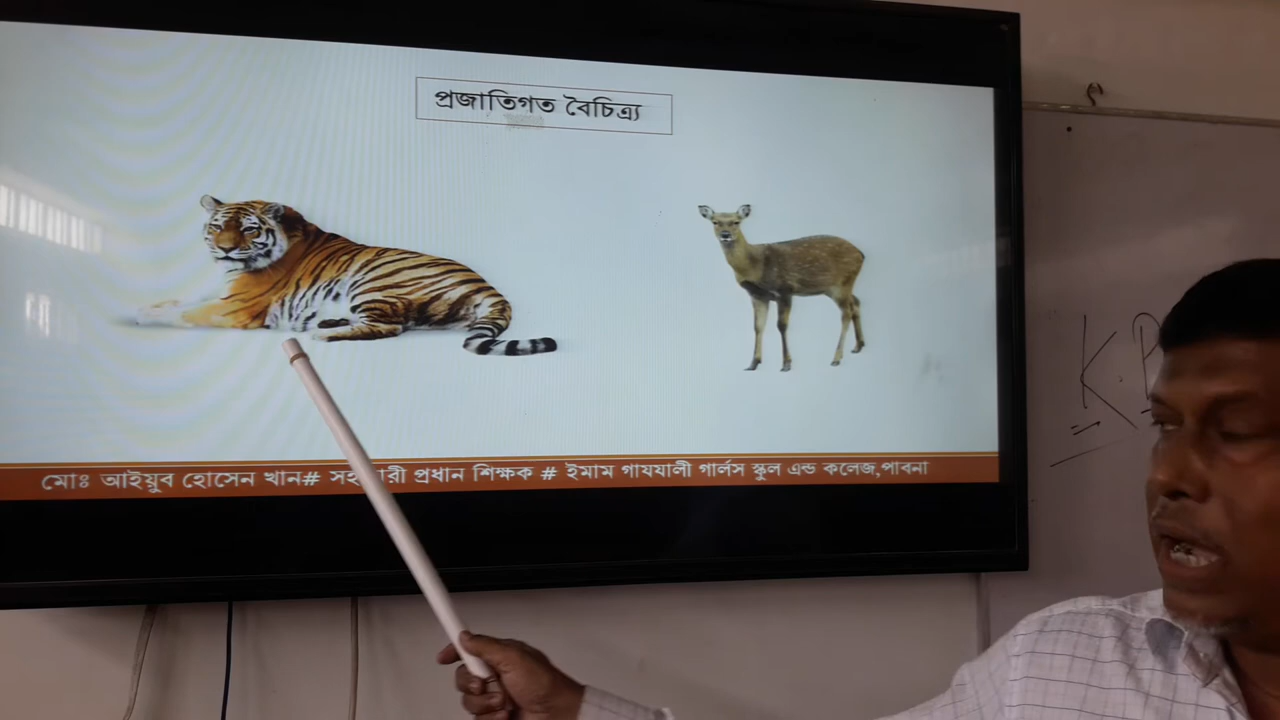 প্রজাতিগত বৈচিত্র্য
মোঃ আইয়ুব হোসেন খান# প্রধান শিক্ষক # ইমাম গাযযালী গার্লস স্কুল এন্ড কলেজ,পাবনা
K.